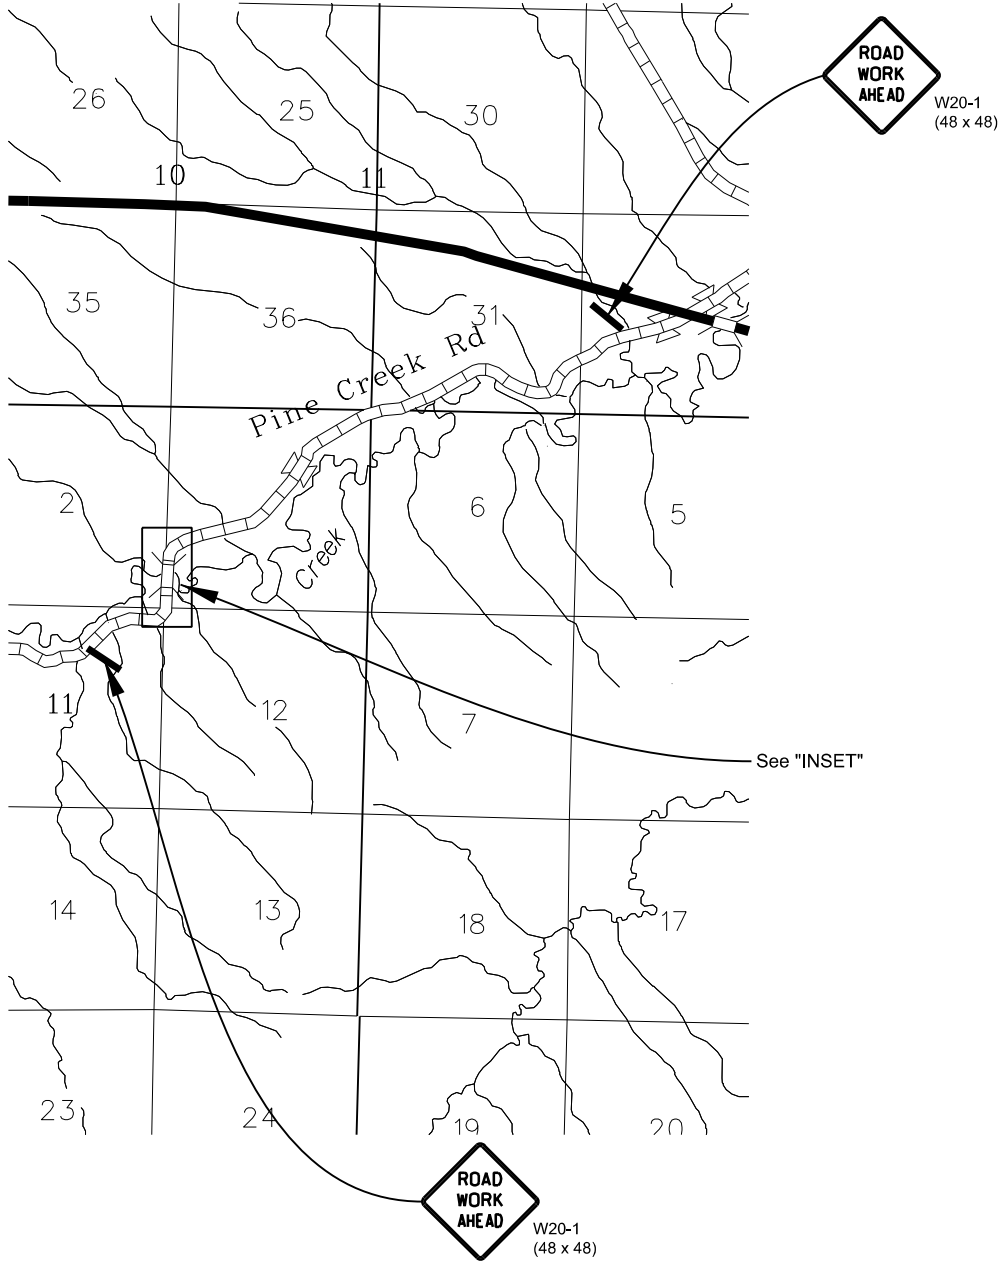 ROAD
WORK
AHEAD
W20-1
(48 x 48)
26
25
30
10
11
35
36
31
Pine Creek Rd
2
6
5
Creek
11
12
7
See "INSET"
14
13
18
17
23
24
19
20
ROAD
WORK
AHEAD
W20-1
(48 x 48)